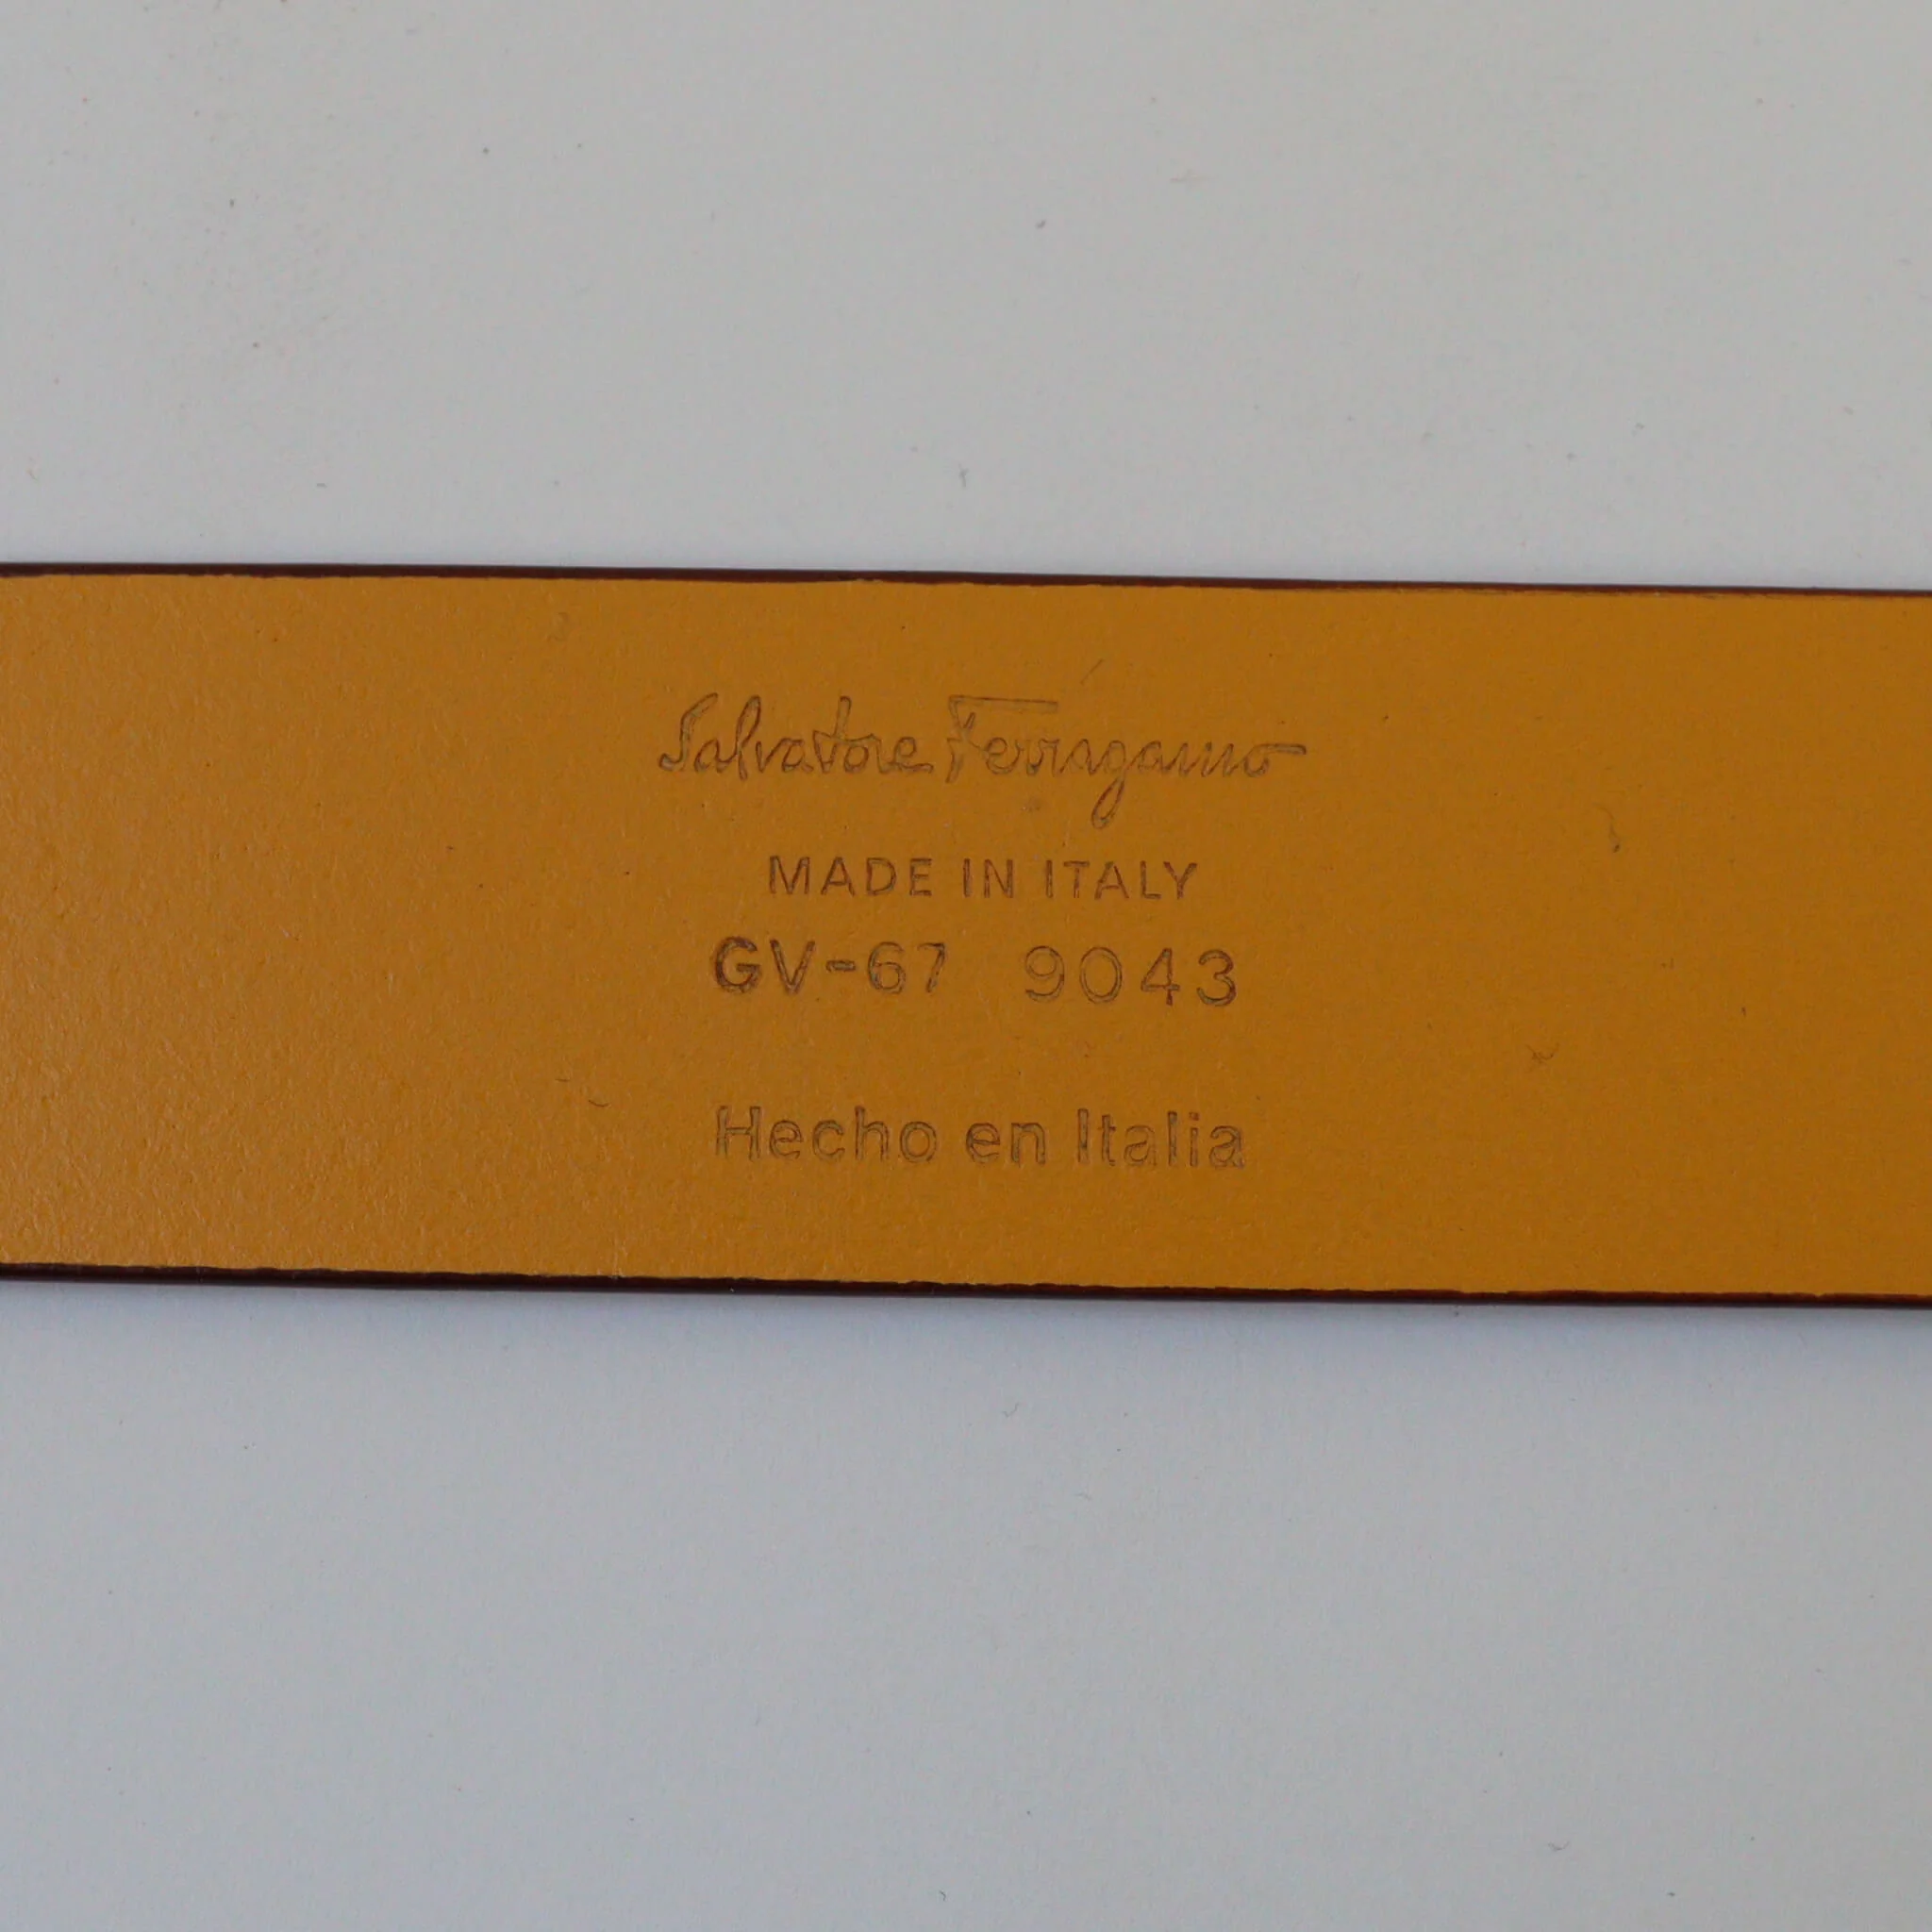 Salvatore Ferragamo
MADE IN ITALY
GV-67 9043
Hecho en Italia